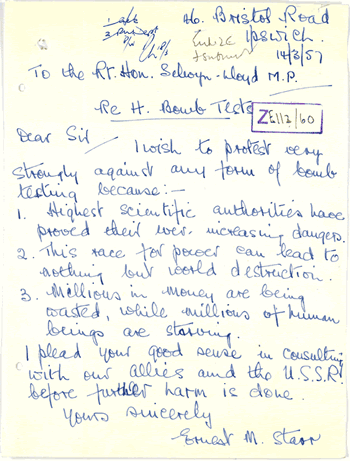 46. Bristol Road
Ipswich.
14/3/57
To the Rt. Hon. Selwyn-Lloyd M.P.
Re H. Bomb Tests
ZE112/60
Dear Sir
I wish to protest very
strongly against any form of bomb
testing because:-
1. Highest scientific authorities have
proved their ever increasing dangers.
2. This race for power can lead to
nothing but world destruction.
3. Millions in money are being
wasted, while millions of human
beings are starving.
I plead your good sense in consulting
with our allies and the U.S.S.R.
before further harm is done.
Yours sincerely
Ernest M. Starr